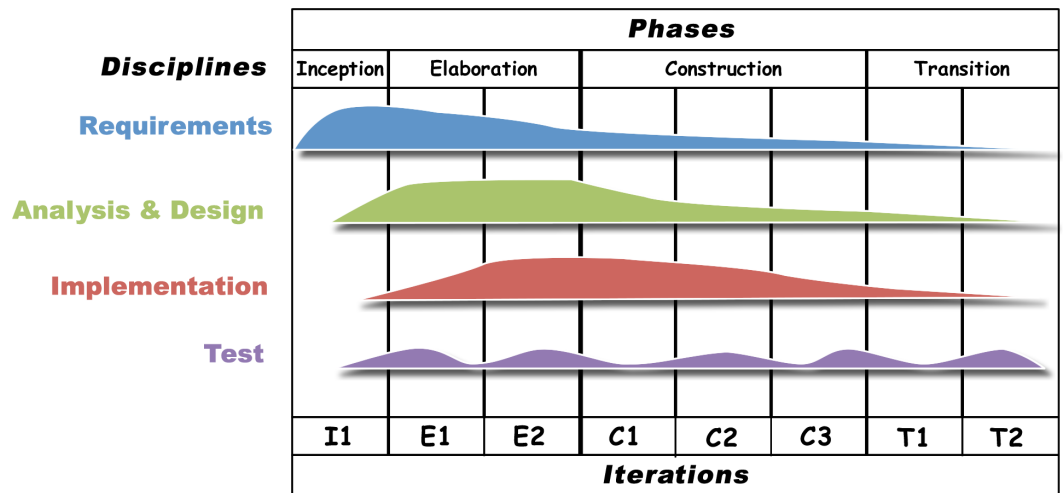 Phases
Disciplines
Inception Elaboration Construction Transition
Requirements
Analysis & Design
Implementation
Test
I1 E1 E2 C1 C2 C3 T1 T2
Iterations